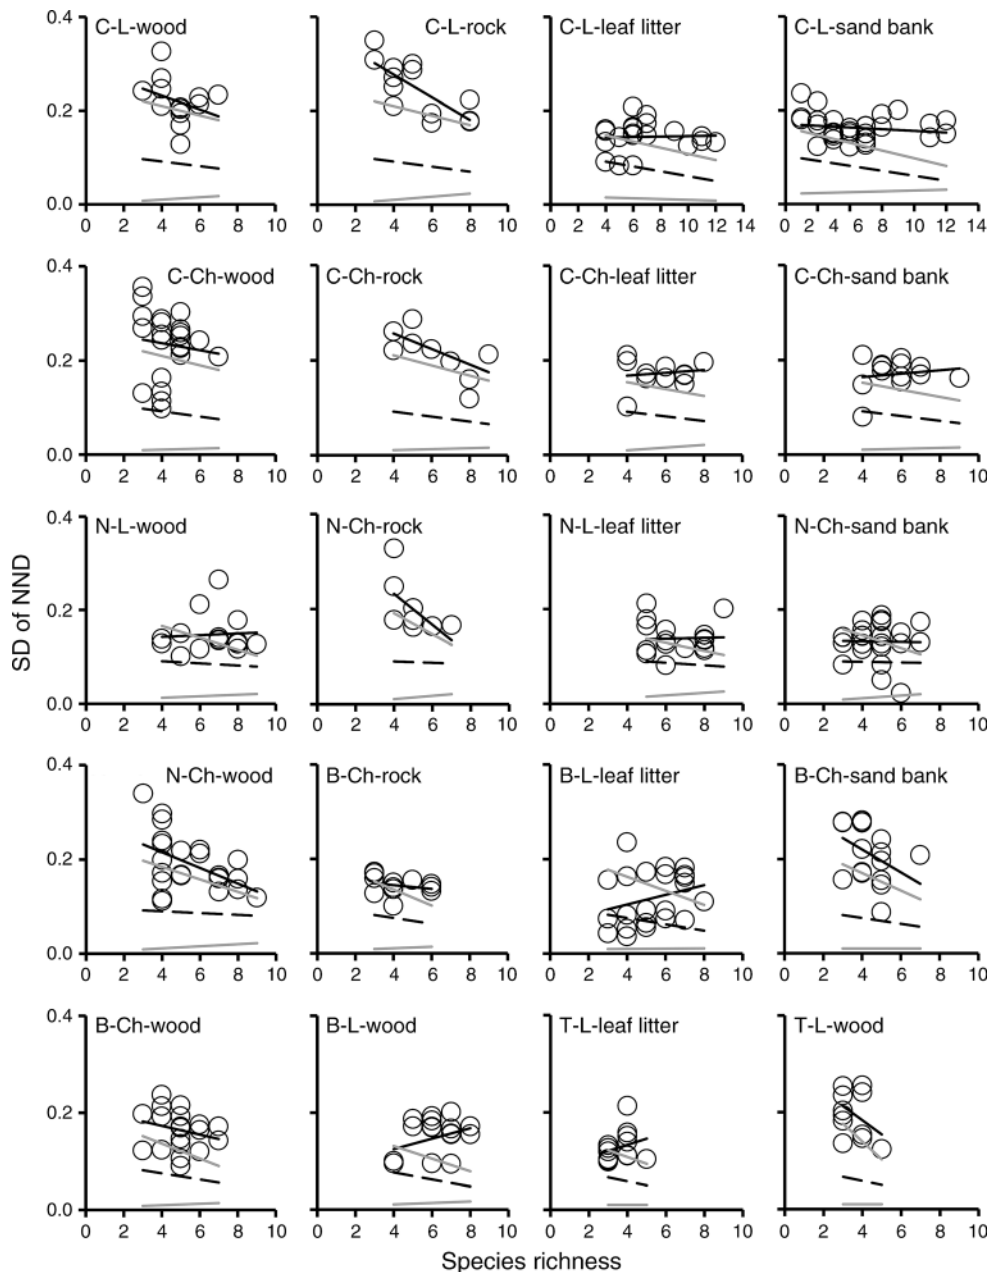 0.4 C-L-wood C-L-rock C-L-leaf litter C-L-sand bank
0.2
0.0
0 2 4 6 8 10 0 2 4 6 8 10 0 2 4 6 8 10 12 14 0 2 4 6 8 10 12 14
0.4 C-Ch-wood C-Ch-rock C-Ch-leaf litter C-Ch-sand bank
0.2
0.0
0 2 4 6 8 10 0 2 4 6 8 10 0 2 4 6 8 10 0 2 4 6 8 10
0.4 N-L-wood N-Ch-rock N-L-leaf litter N-Ch-sand bank
SD of NND
0.2
0.0
0 2 4 6 8 10 0 2 4 6 8 10 0 2 4 6 8 10 0 2 4 6 8 10
0.4 N-Ch-wood B-Ch-rock B-L-leaf litter B-Ch-sand bank
0.2
0.0
0 2 4 6 8 10 0 2 4 6 8 10 0 2 4 6 8 10 0 2 4 6 8 10
0.4 B-Ch-wood B-L-wood T-L-leaf litter T-L-wood
0.2
0.0
0 2 4 6 8 10 0 2 4 6 8 10 0 2 4 6 8 10 0 2 4 6 8 10
Species richness